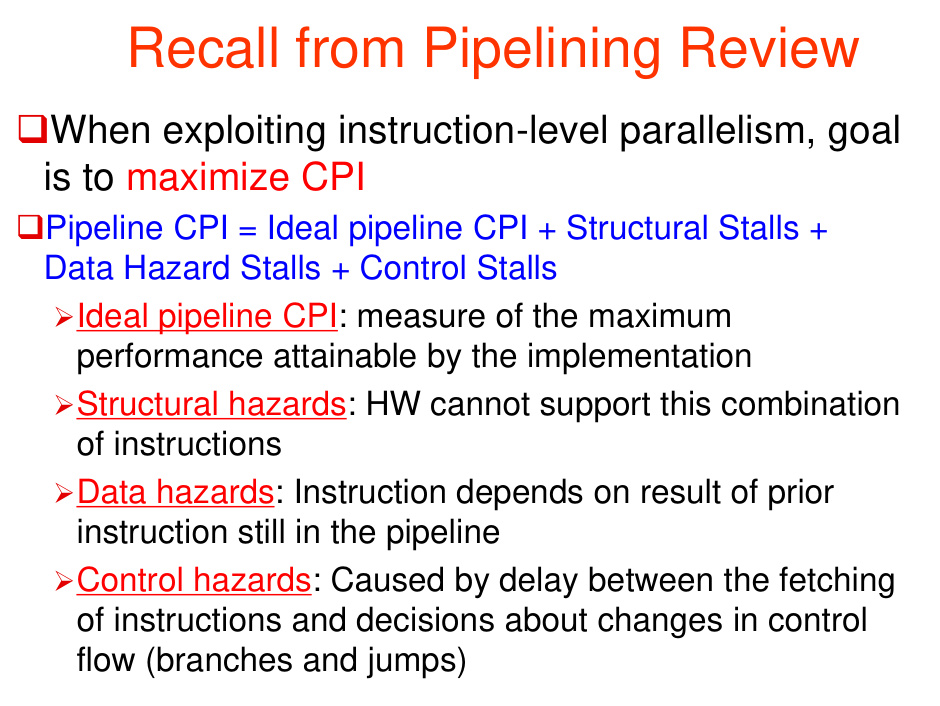 Recall from Pipelining Review
❑When exploiting instruction-level parallelism, goal
is to maximize CPI
❑Pipeline CPI = Ideal pipeline CPI + Structural Stalls +
Data Hazard Stalls + Control Stalls
➢Ideal pipeline CPI: measure of the maximum
performance attainable by the implementation
➢Structural hazards: HW cannot support this combination
of instructions
➢Data hazards: Instruction depends on result of prior
instruction still in the pipeline
➢Control hazards: Caused by delay between the fetching
of instructions and decisions about changes in control
flow (branches and jumps)